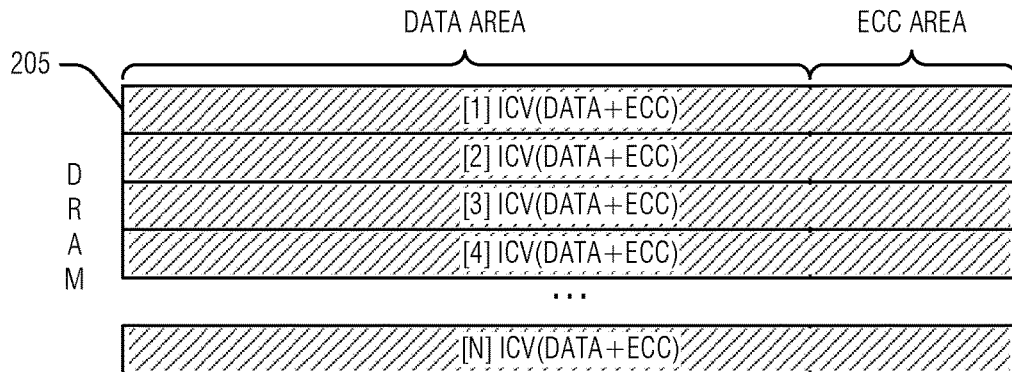 DATA AREA ECC AREA
205
[1] ICV(DATA+ECC)
[2] ICV(DATA+ECC)
[3] ICV(DATA+ECC)
[4] ICV(DATA+ECC)
D
R
A
M
...
[N] ICV(DATA+ECC)